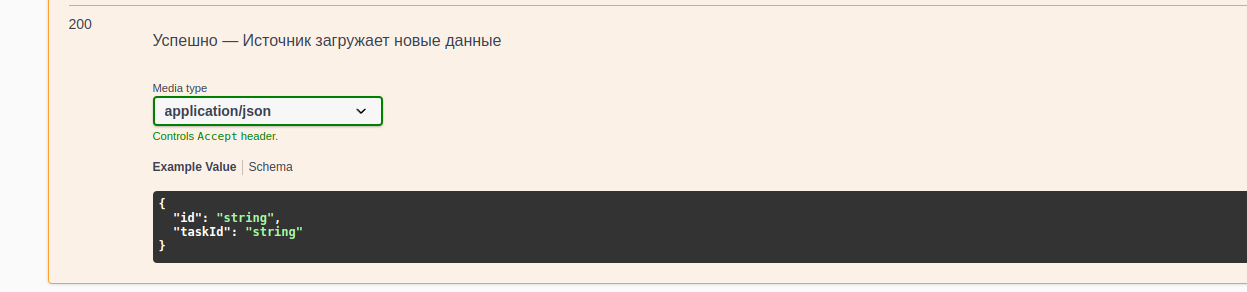 200
Успешно — Источник загружает новые данные
Media type
application/json
Controls Accept header.
Example Value Schema
{
  "id": "string",
  "taskId": "string"
}